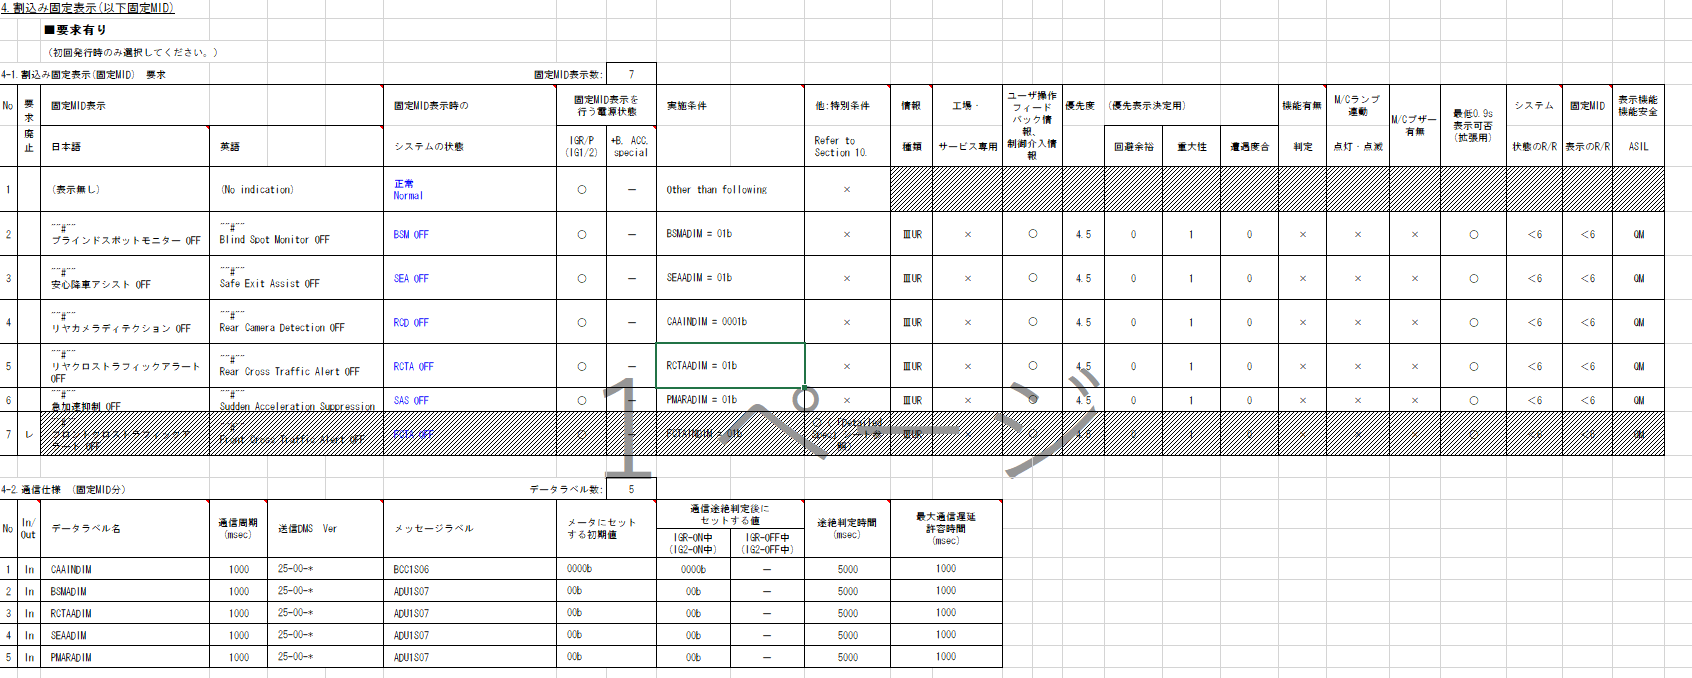 4. 割込み固定表示(以下固定MID)
■要求有り
（初回発行時のみ選択してください。）
4-1. 割込み固定表示(固定MID) 要求 固定MID表示数: 7
No 要求 廃止 固定MID表示 日本語 英語 固定MID表示時の システムの状態 固定MID表示を 行う電源状態 IGR/P (IG1/2) +B, ACC, special 実施条件 他:特別条件 Refer to Section 10. 情報 種類 工場・ サービス専用 ユーザ操作 フィード バック情 報、 制御介入情 報 優先度 (優先表示決定用) 回避余裕 重大性 遭遇度合 機能有無 判定 M/Cランプ 連動 点灯・点滅 M/Cブザー 有無 最低0.9s 表示可否 (拡張用) システム 状態のR/R 固定MID 表示のR/R 表示機能 機能安全 ASIL
1 (表示無し) (No indication) 正常 Normal ○ － Other than following ×
2 ~~#~~ ブラインドスポットモニター OFF ~~#~~ Blind Spot Monitor OFF BSM OFF ○ － BSMADIM = 01b × ⅢUR × ○ 4.5 0 1 0 × × × ○ <6 <6 QM
3 ~~#~~ 安心降車アシスト OFF ~~#~~ Safe Exit Assist OFF SEA OFF ○ － SEAADIM = 01b × ⅢUR × ○ 4.5 0 1 0 × × × ○ <6 <6 QM
4 ~~#~~ リヤカメラディテクション OFF ~~#~~ Rear Camera Detection OFF RCD OFF ○ － CAAINDIM = 0001b × ⅢUR × ○ 4.5 0 1 0 × × × ○ <6 <6 QM
5 ~~#~~ リヤクロストラフィックアラート OFF ~~#~~ Rear Cross Traffic Alert OFF RCTA OFF ○ － RCTAADIM = 01b × ⅢUR × ○ 4.5 0 1 0 × × × ○ <6 <6 QM
6 ~~#~~ 急加速抑制 OFF ~~#~~ Sudden Acceleration Suppression SAS OFF ○ － PMARADIM = 01b × ⅢUR × ○ 4.5 0 1 0 × × × ○ <6 <6 QM
7 レ ~~#~~ フロントクロストラフィックア ラート OFF ~~#~~ Front Cross Traffic Alert OFF FCTA OFF ○ － FCTAINDIM = 01b ⅢUR × ○ 4.5 0 1 0 × × × ○ <6 <6 QM
1 ページ
4-2. 通信仕様 (固定MID分) データラベル数: 5
No In/Out データラベル名 通信周期 (msec) 送信DMS Ver メッセージラベル メータにセット する初期値 通信途絶判定後に セットする値 IGR-ON中 (IG2-ON中) IGR-OFF中 (IG2-OFF中) 途絶判定時間 (msec) 最大通信遅延 許容時間 (msec)
1 In CAAINDIM 1000 25-00-* BCC1S06 0000b 0000b － 5000 1000
2 In BSMADIM 1000 25-00-* ADU1S07 00b 00b － 5000 1000
3 In RCTAADIM 1000 25-00-* ADU1S07 00b 00b － 5000 1000
4 In SEAADIM 1000 25-00-* ADU1S07 00b 00b － 5000 1000
5 In PMARADIM 1000 25-00-* ADU1S07 00b 00b － 5000 1000